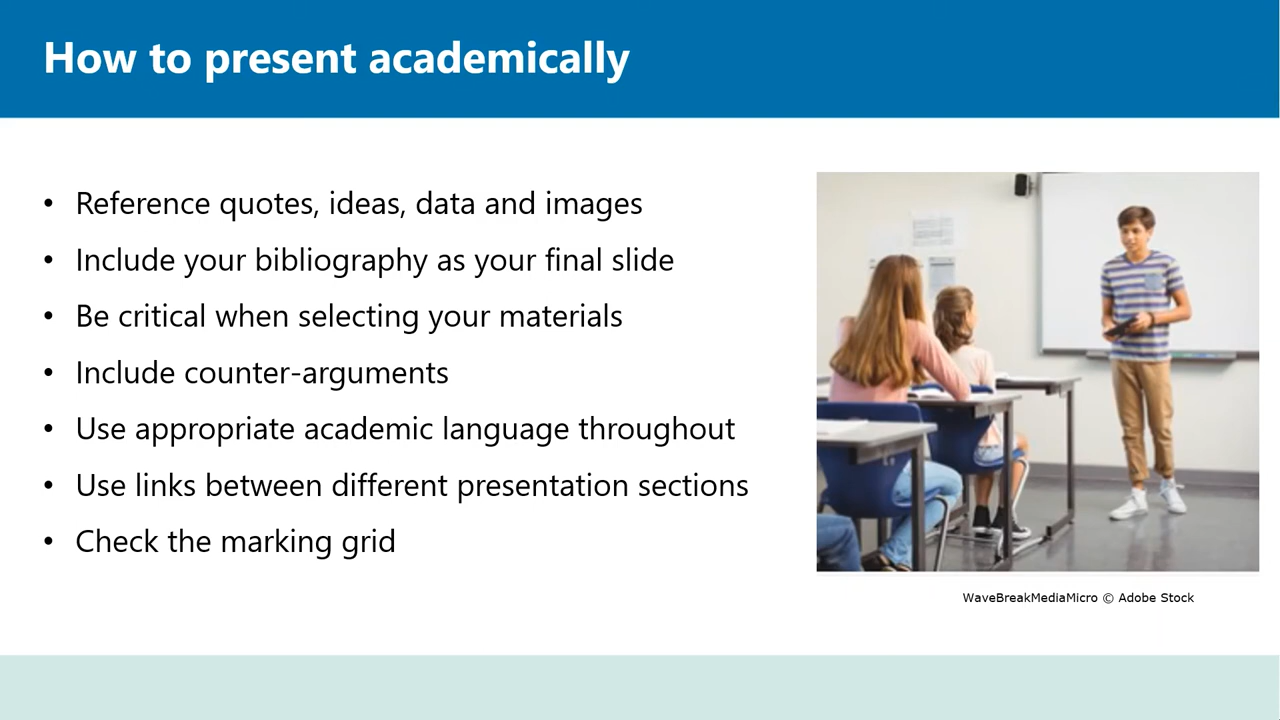 How to present academically
• Reference quotes, ideas, data and images
• Include your bibliography as your final slide
• Be critical when selecting your materials
• Include counter-arguments
• Use appropriate academic language throughout
• Use links between different presentation sections
• Check the marking grid
WaveBreakMediaMicro © Adobe Stock